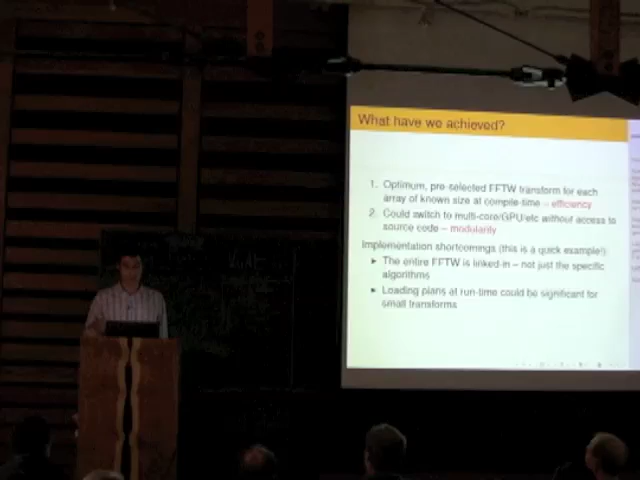 What have we achieved?
1. Optimum, pre-selected FFTW transform for each
array of known size at compile-time – efficiency
2. Could switch to multi-core/GPU/etc without access to
source code – modularity
Implementation shortcomings (this is a quick example!):
▶ The entire FFTW is linked-in – not just the specific
algorithms
▶ Loading plans at run-time could be significant for
small transforms